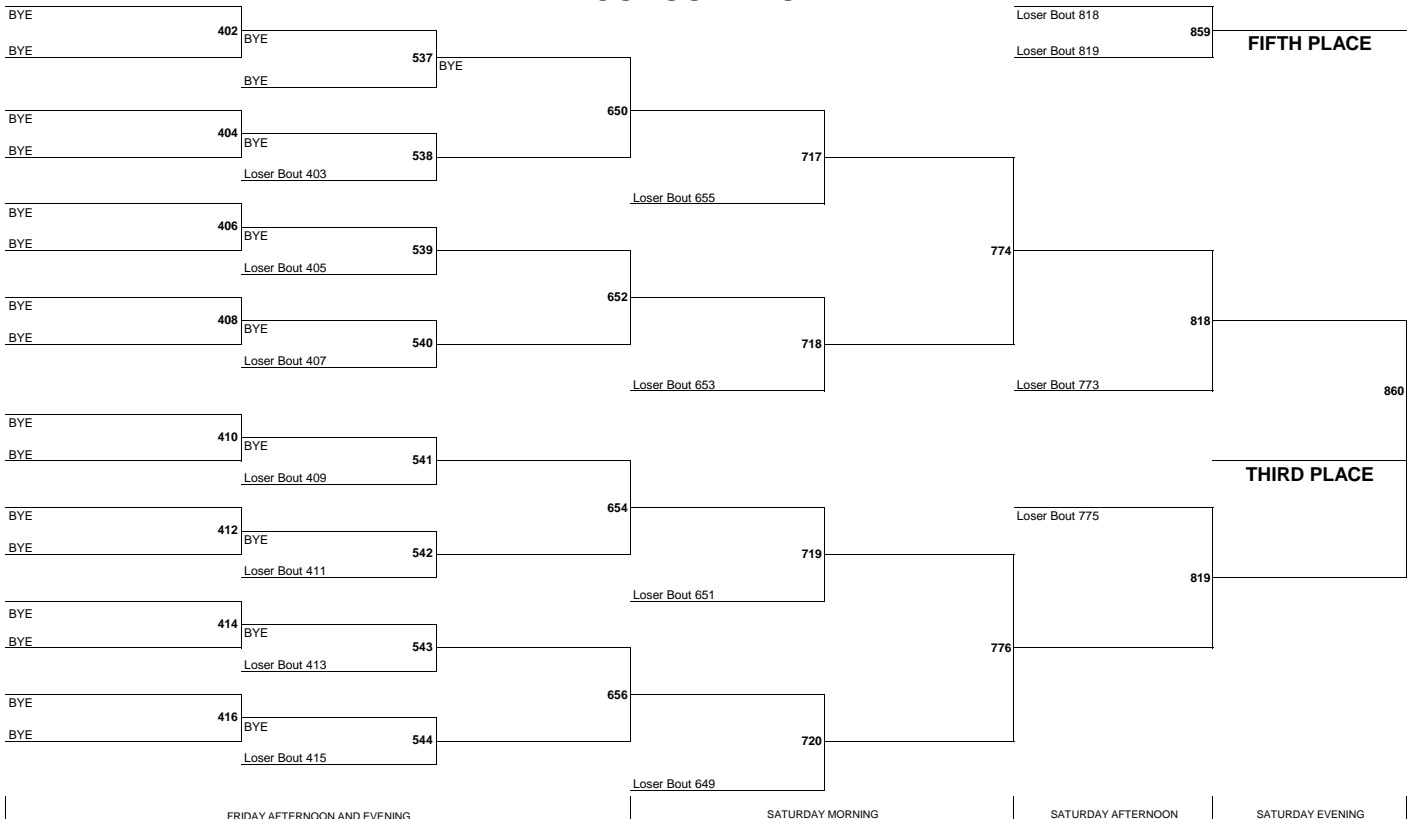 BYE
402
BYE
BYE
537
BYE
BYE
650
BYE
404
BYE
BYE
538
Loser Bout 403
717
Loser Bout 655
BYE
406
BYE
BYE
539
Loser Bout 405
652
774
BYE
408
BYE
BYE
540
Loser Bout 407
718
Loser Bout 653
818
Loser Bout 773
860
BYE
410
BYE
BYE
541
Loser Bout 409
654
BYE
412
BYE
BYE
542
Loser Bout 411
719
Loser Bout 651
776
BYE
414
BYE
BYE
543
Loser Bout 413
656
BYE
416
BYE
BYE
544
Loser Bout 415
720
Loser Bout 649
Loser Bout 775
819
THIRD PLACE
Loser Bout 818
859
Loser Bout 819
FIFTH PLACE
FRIDAY AFTERNOON AND EVENING
SATURDAY MORNING
SATURDAY AFTERNOON
SATURDAY EVENING